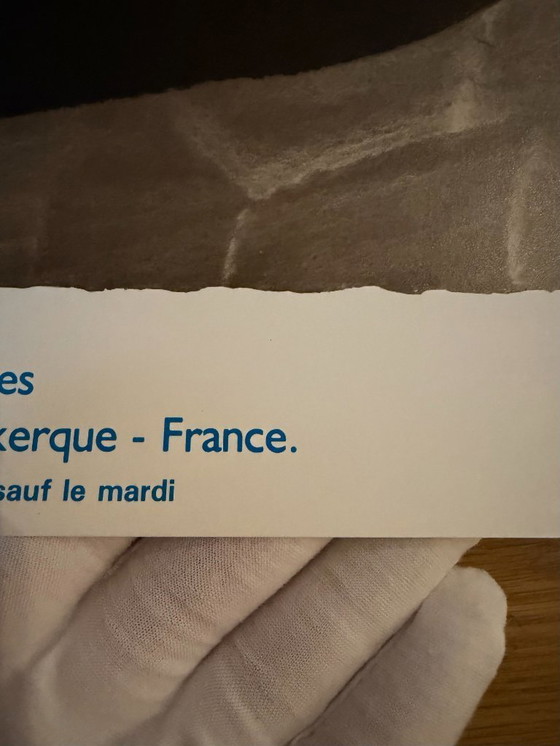 es
kerque - France.
sauf le mardi